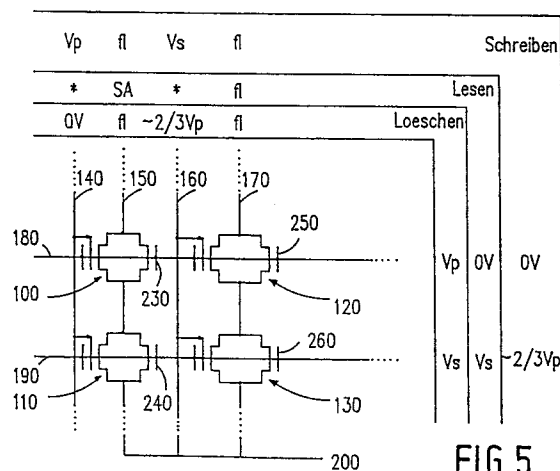 Vp fl Vs fl Schreiben
* SA * fl Lesen
0V fl ~2/3Vp fl Loeschen
140 150 160 170
180 250
Vp 0V 0V
100 230 120
190 260
Vs Vs ~2/3Vp
110 240 130
200
FIG 5